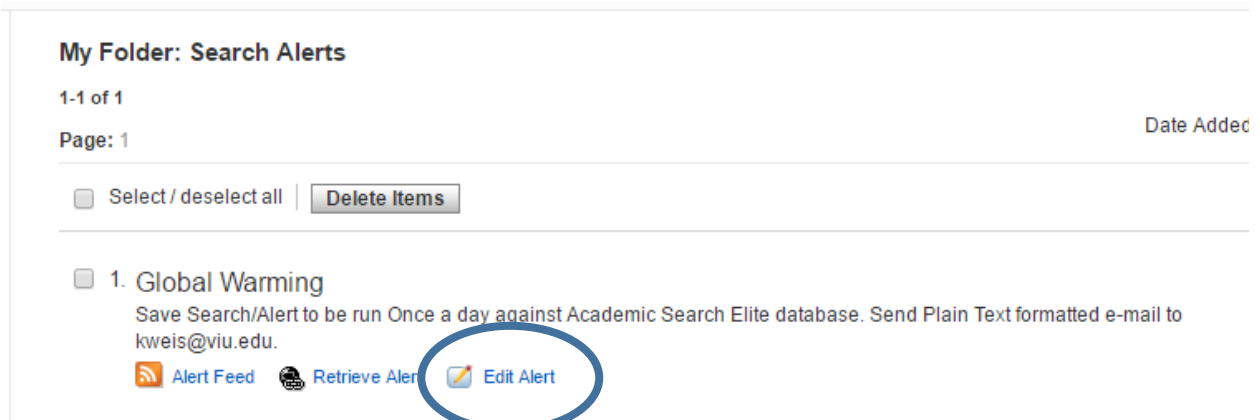 My Folder: Search Alerts
1-1 of 1
Date Added
Page: 1
Select / deselect all
Delete Items
1. Global Warming
Save Search/Alert to be run Once a day against Academic Search Elite database. Send Plain Text formatted e-mail to
kweis@viu.edu.
Alert Feed Retrieve Aler Edit Alert